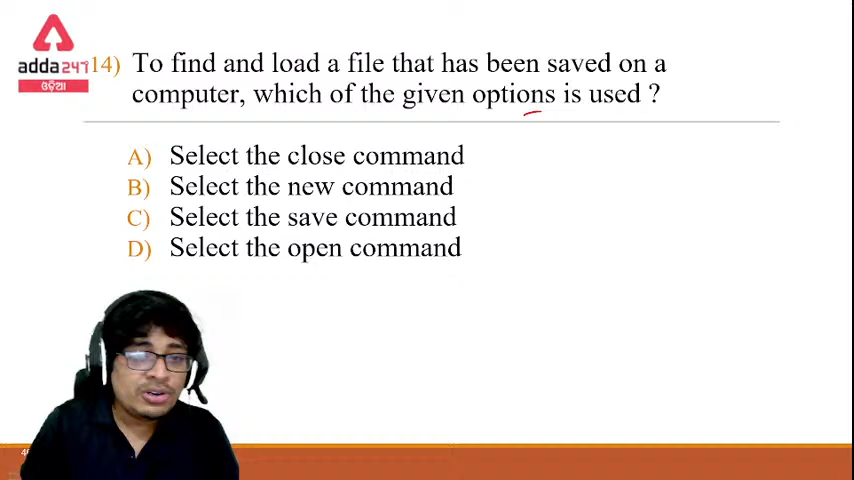 adda247
ଓଡ଼ିଆ
14) To find and load a file that has been saved on a
computer, which of the given options is used ?
A) Select the close command
B) Select the new command
C) Select the save command
D) Select the open command